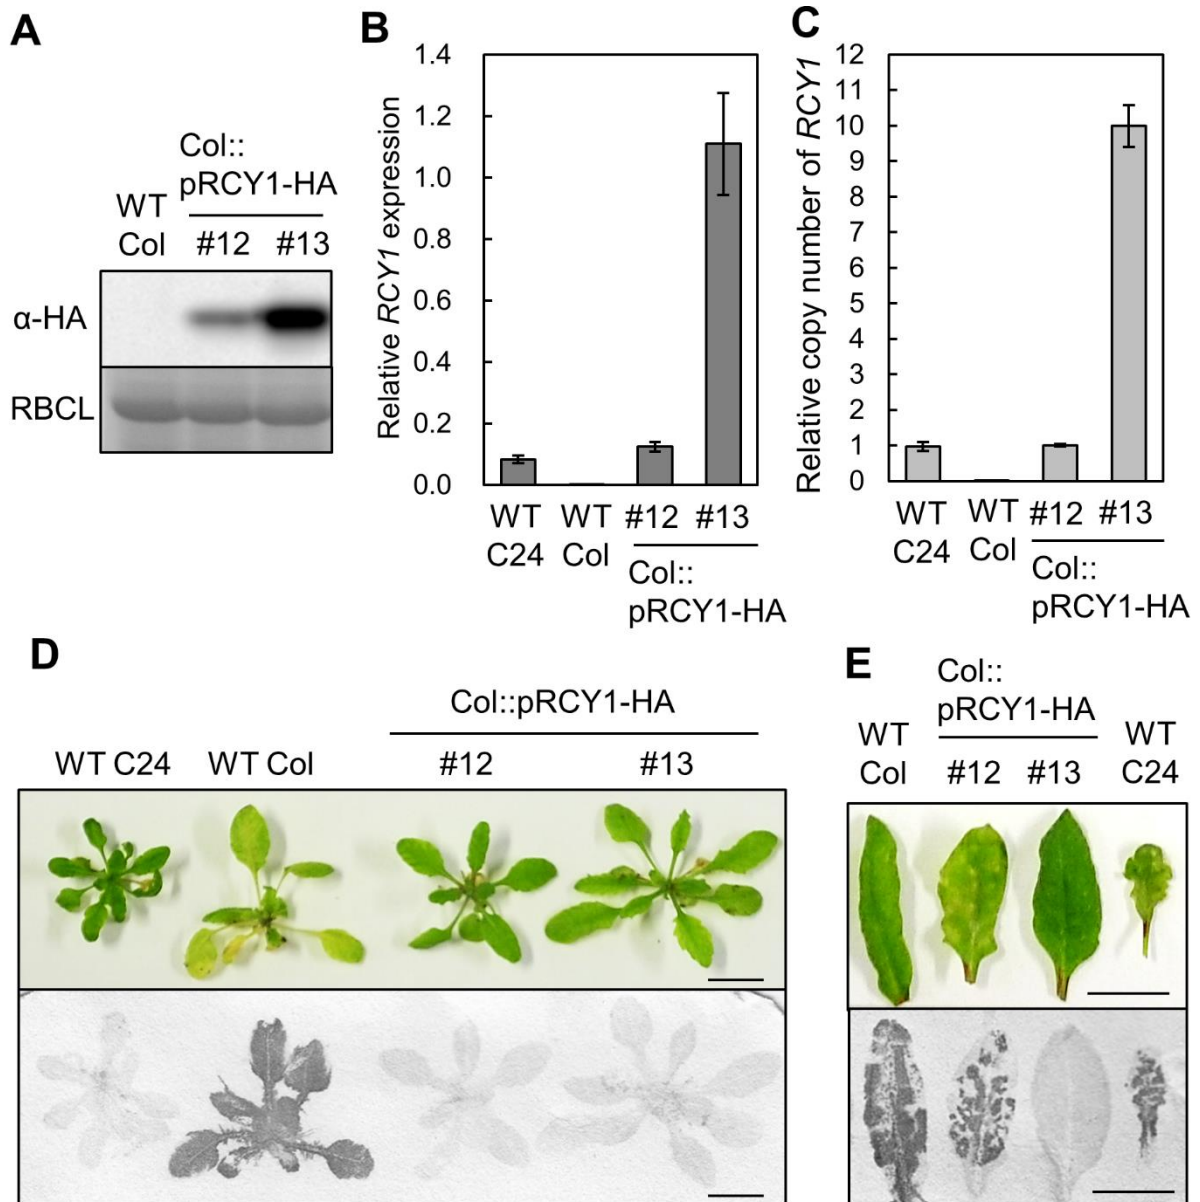 A
Col::
pRCY1-HA
WT
Col
#12
#13
α-HA
RBCL
B
Relative RCY1 expression
1.4
1.2
1.0
0.8
0.6
0.4
0.2
0.0
WT
C24
WT
Col
#12
#13
Col::
pRCY1-HA
C
Relative copy number of RCY1
12
11
10
9
8
7
6
5
4
3
2
1
0
WT
C24
WT
Col
#12
#13
Col::
pRCY1-HA
D
Col::pRCY1-HA
WT C24
WT Col
#12
#13
E
Col::
pRCY1-HA
WT
Col
#12
#13
WT
C24